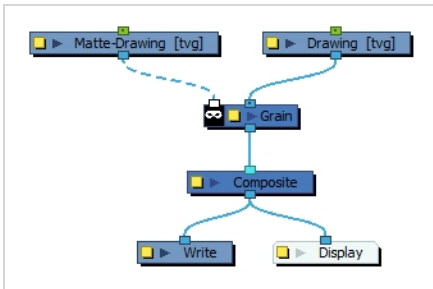 Matte-Drawing [tvg]
Drawing [tvg]
Grain
Composite
Write
Display